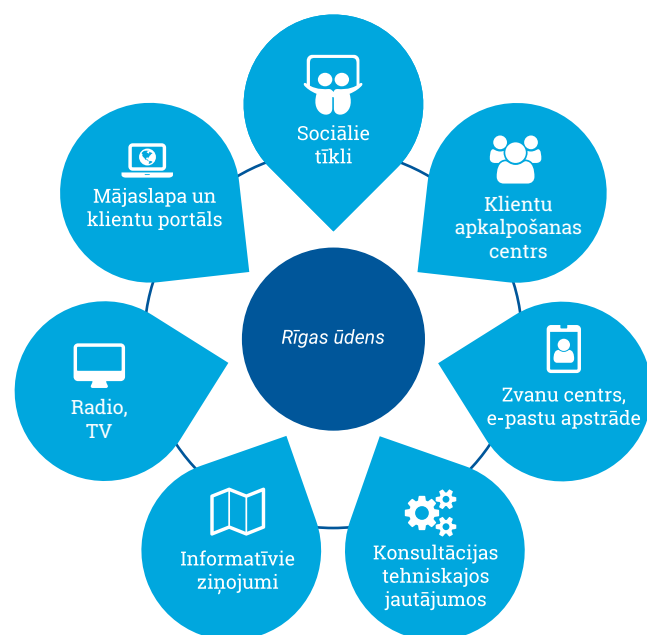 Sociālie
tīkli
Klientu
apkalpošanas
centrs
Zvanu centrs,
e-pastu apstrāde
Konsultācijas
tehniskajos
jautājumos
Informatīvie
ziņojumi
Radio,
TV
Mājaslapa un
klientu portāls
Rīgas ūdens